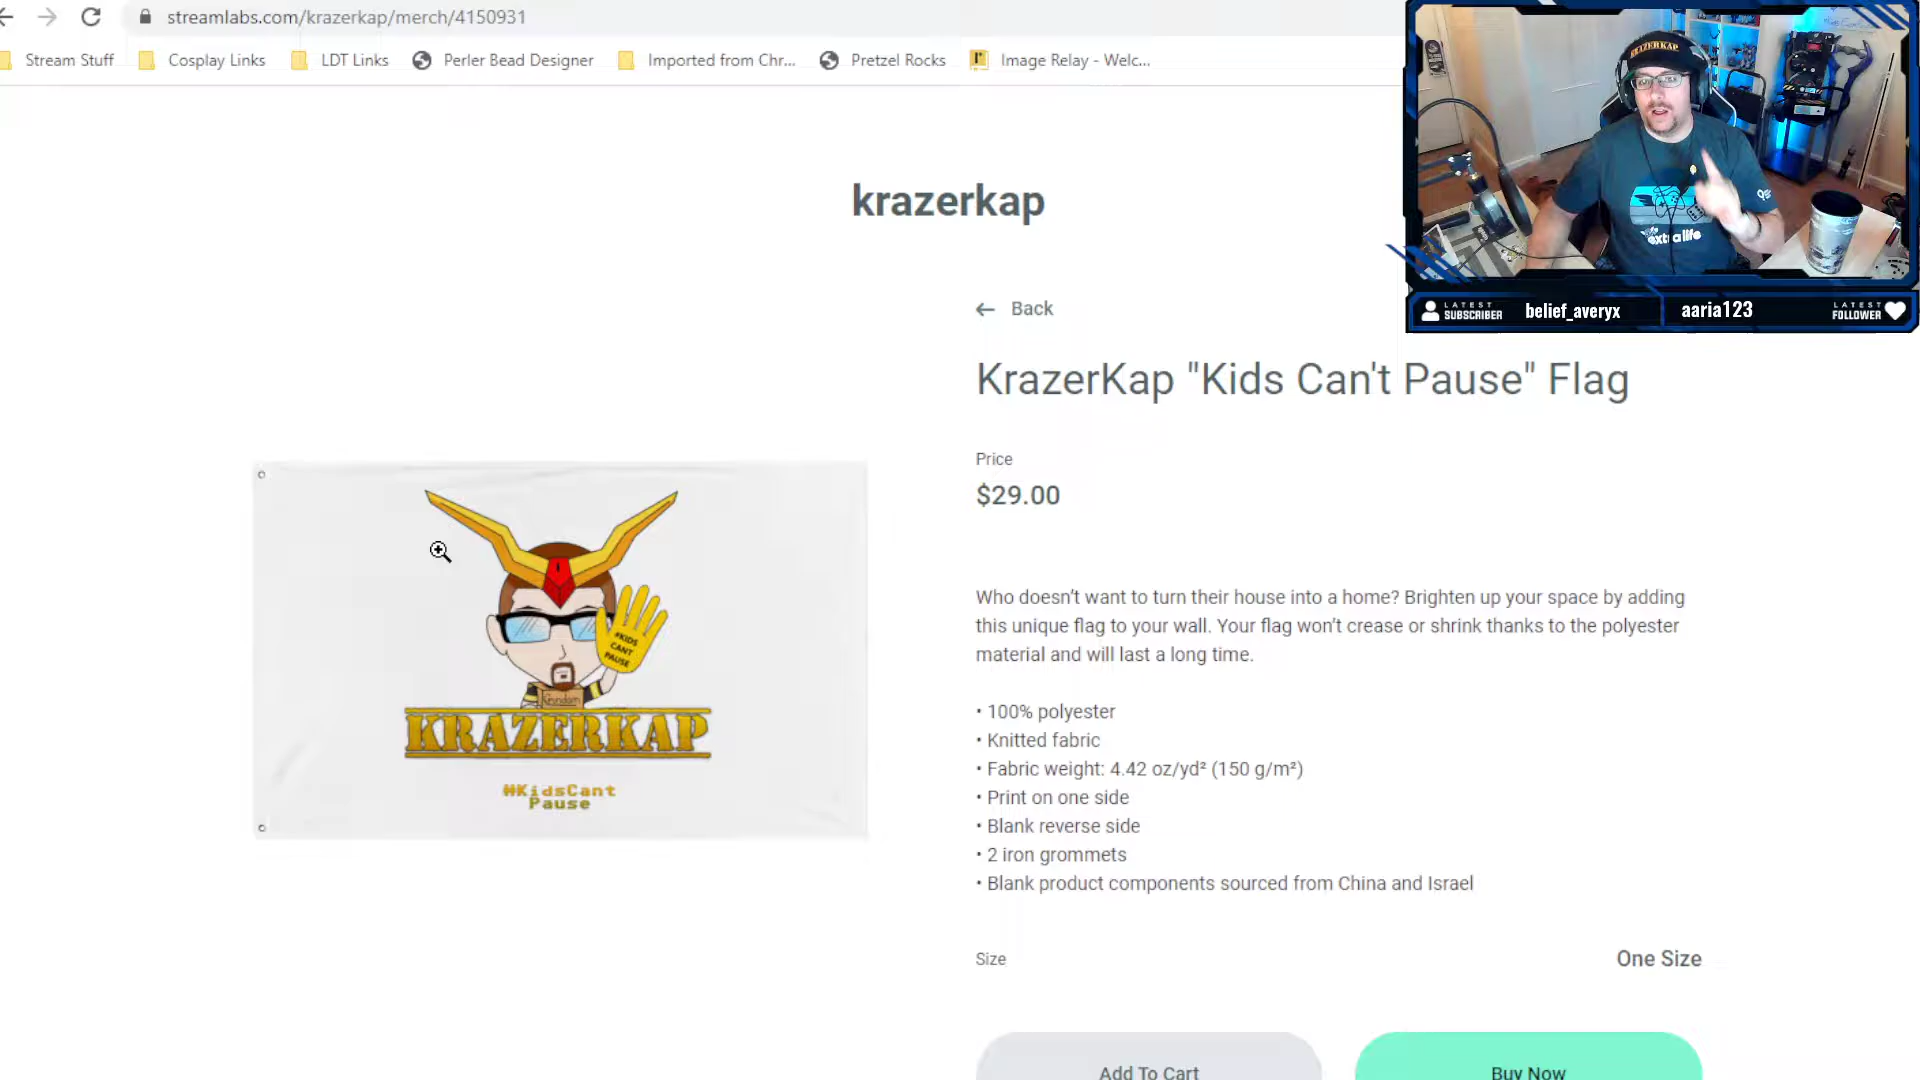 streamlabs.com/krazerkap/merch/4150931
Stream Stuff
Cosplay Links
LDT Links
Perler Bead Designer
Imported from Chr...
Pretzel Rocks
Image Relay - Welc...
KRAZERKAP
extralife
LATEST SUBSCRIBER
belief_averyx
aaria123
LATEST FOLLOWER
krazerkap
Back
KrazerKap "Kids Can't Pause" Flag
Price
$29.00
#KIDS
CANT
PAUSE
KRAZERKAP
#KidsCant
Pause
Who doesn’t want to turn their house into a home? Brighten up your space by adding
this unique flag to your wall. Your flag won’t crease or shrink thanks to the polyester
material and will last a long time.
• 100% polyester
• Knitted fabric
• Fabric weight: 4.42 oz/yd² (150 g/m²)
• Print on one side
• Blank reverse side
• 2 iron grommets
• Blank product components sourced from China and Israel
Size
One Size
Add To Cart
Buy Now